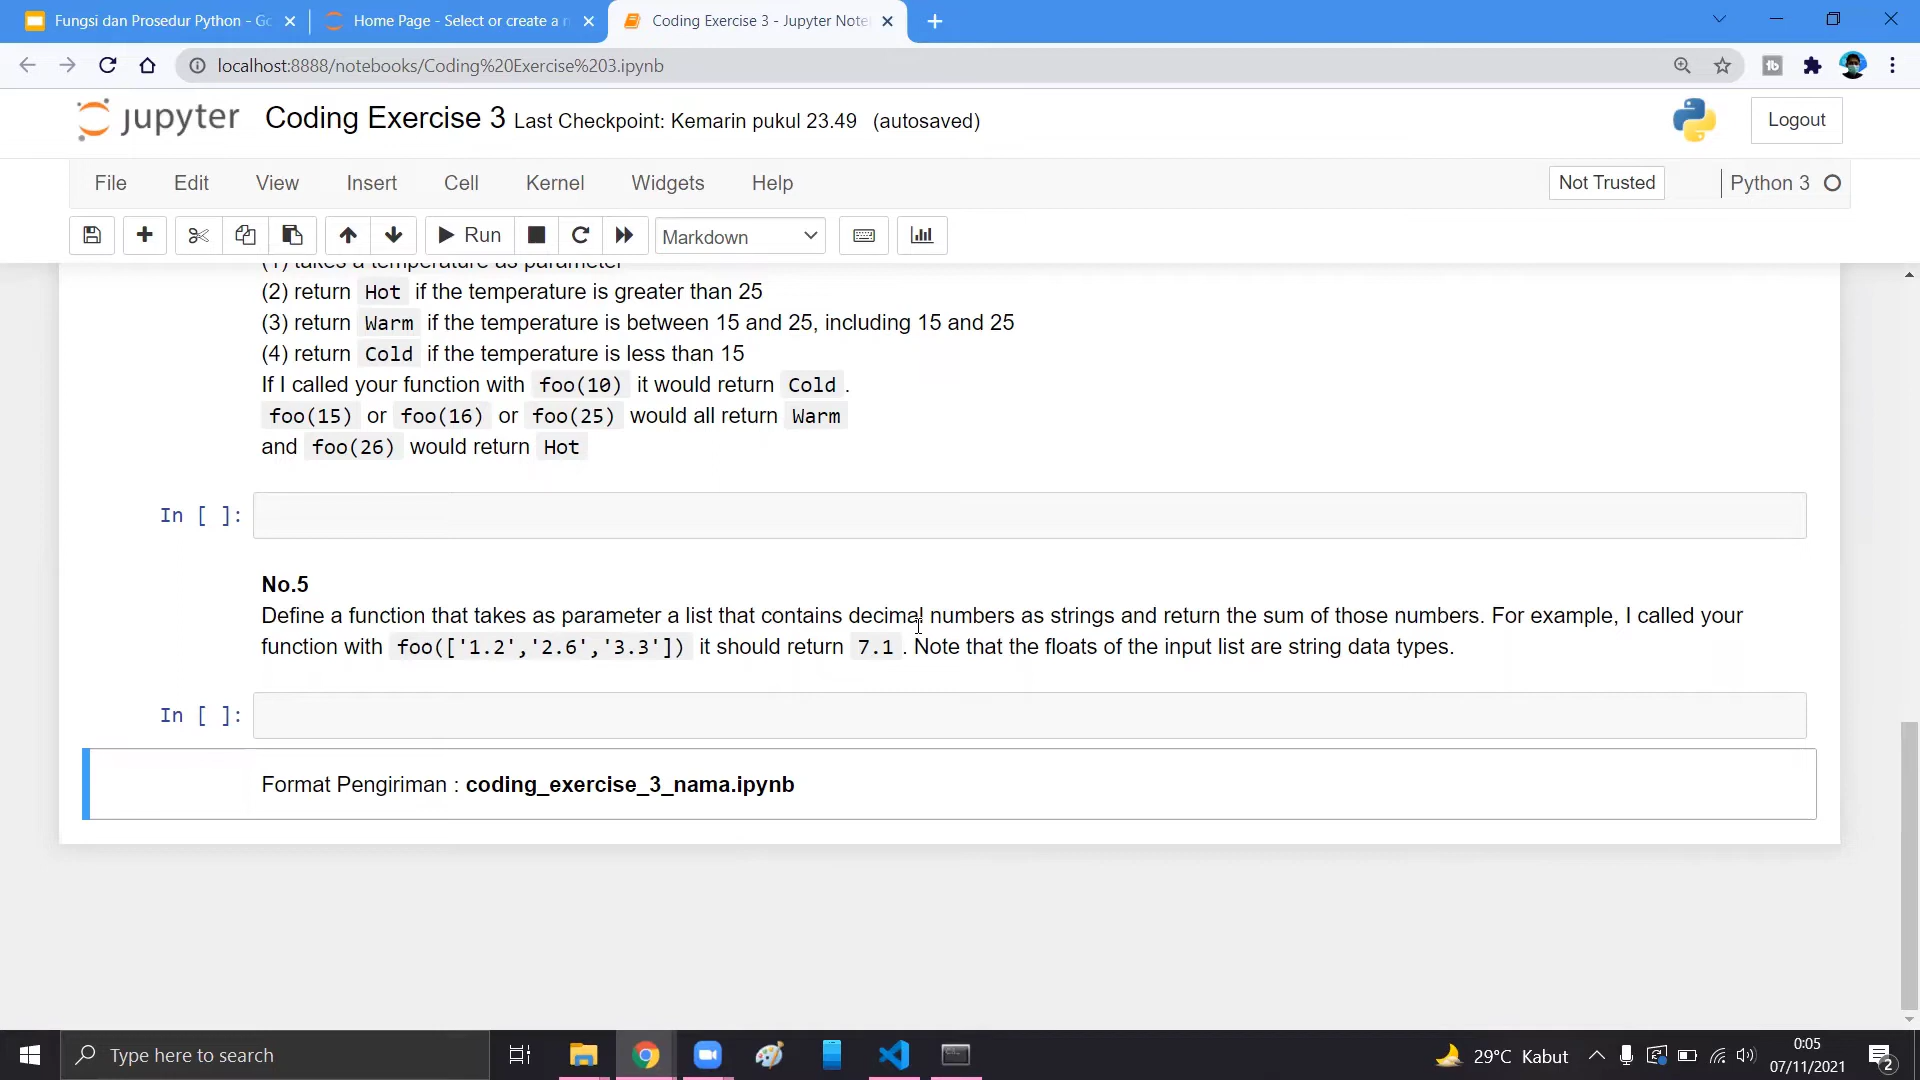 Fungsi dan Prosedur Python - Go
Home Page - Select or create a n
Coding Exercise 3 - Jupyter Note
localhost:8888/notebooks/Coding%20Exercise%203.ipynb
jupyter
Coding Exercise 3 Last Checkpoint: Kemarin pukul 23.49 (autosaved)
Logout
File Edit View Insert Cell Kernel Widgets Help
Not Trusted
Python 3
Run
Markdown
(1) takes a temperature as parameter
(2) return Hot if the temperature is greater than 25
(3) return Warm if the temperature is between 15 and 25, including 15 and 25
(4) return Cold if the temperature is less than 15
If I called your function with foo(10) it would return Cold .
foo(15) or foo(16) or foo(25) would all return Warm
and foo(26) would return Hot
In [ ]:
No.5
Define a function that takes as parameter a list that contains decimal numbers as strings and return the sum of those numbers. For example, I called your
function with foo(['1.2','2.6','3.3']) it should return 7.1 . Note that the floats of the input list are string data types.
In [ ]:
Format Pengiriman : coding_exercise_3_nama.ipynb
Type here to search
29°C Kabut
0:05
07/11/2021
2